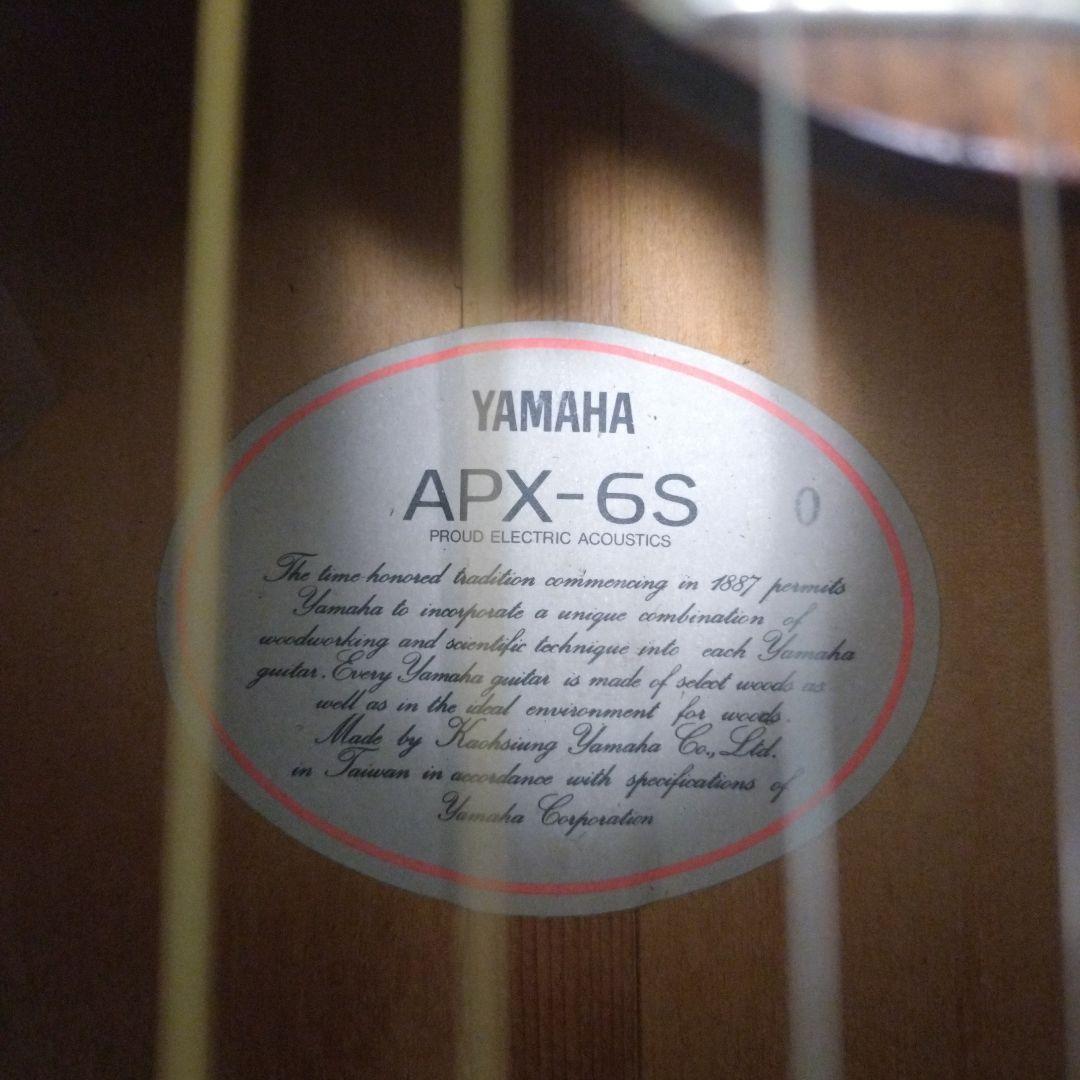 YAMAHA
APX-6S
0
PROUD ELECTRIC ACOUSTICS
The time-honored tradition commencing in 1887 permits
Yamaha to incorporate a unique combination of
woodworking and scientific technique into each Yamaha
guitar. Every Yamaha guitar is made of select woods as
well as in the ideal environment for woods.
Made by Kaohsiung Yamaha Co., Ltd.
in Taiwan in accordance with specifications of
Yamaha Corporation